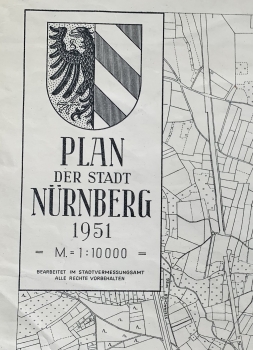 PLAN
DER STADT
NÜRNBERG
1951
M. = 1:10000
BEARBEITET IM STADTVERMESSUNGSAMT
ALLE RECHTE VORBEHALTEN